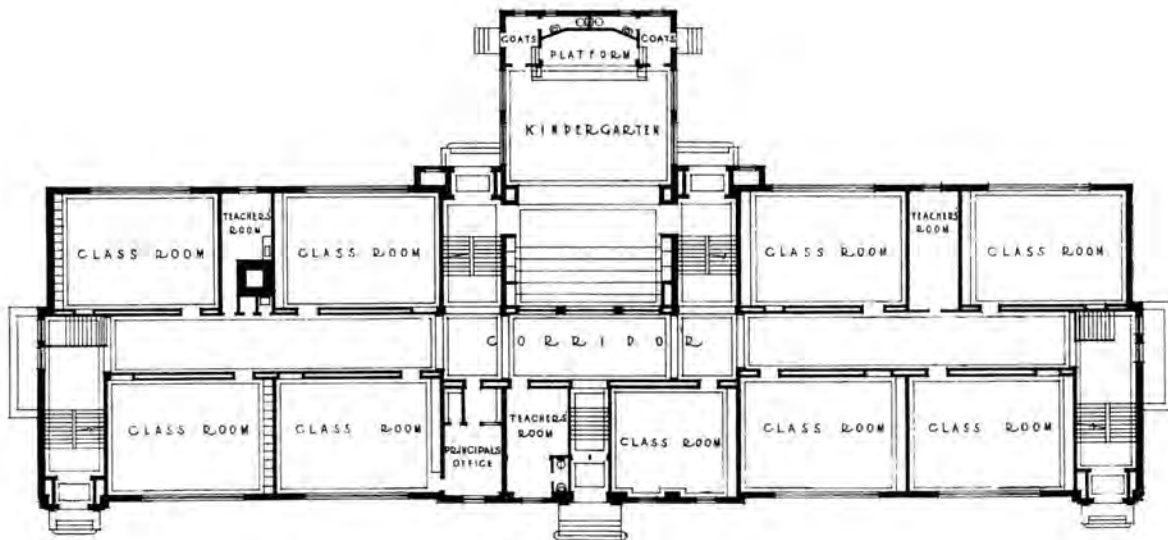 COATS
COATS
PLATFORM
KINDERGARTEN
TEACHERS
ROOM
TEACHERS
ROOM
CLASS ROOM
CLASS ROOM
CLASS ROOM
CLASS ROOM
CORRIDOR
TEACHERS
ROOM
CLASS ROOM
CLASS ROOM
CLASS ROOM
CLASS ROOM
CLASS ROOM
PRINCIPALS
OFFICE